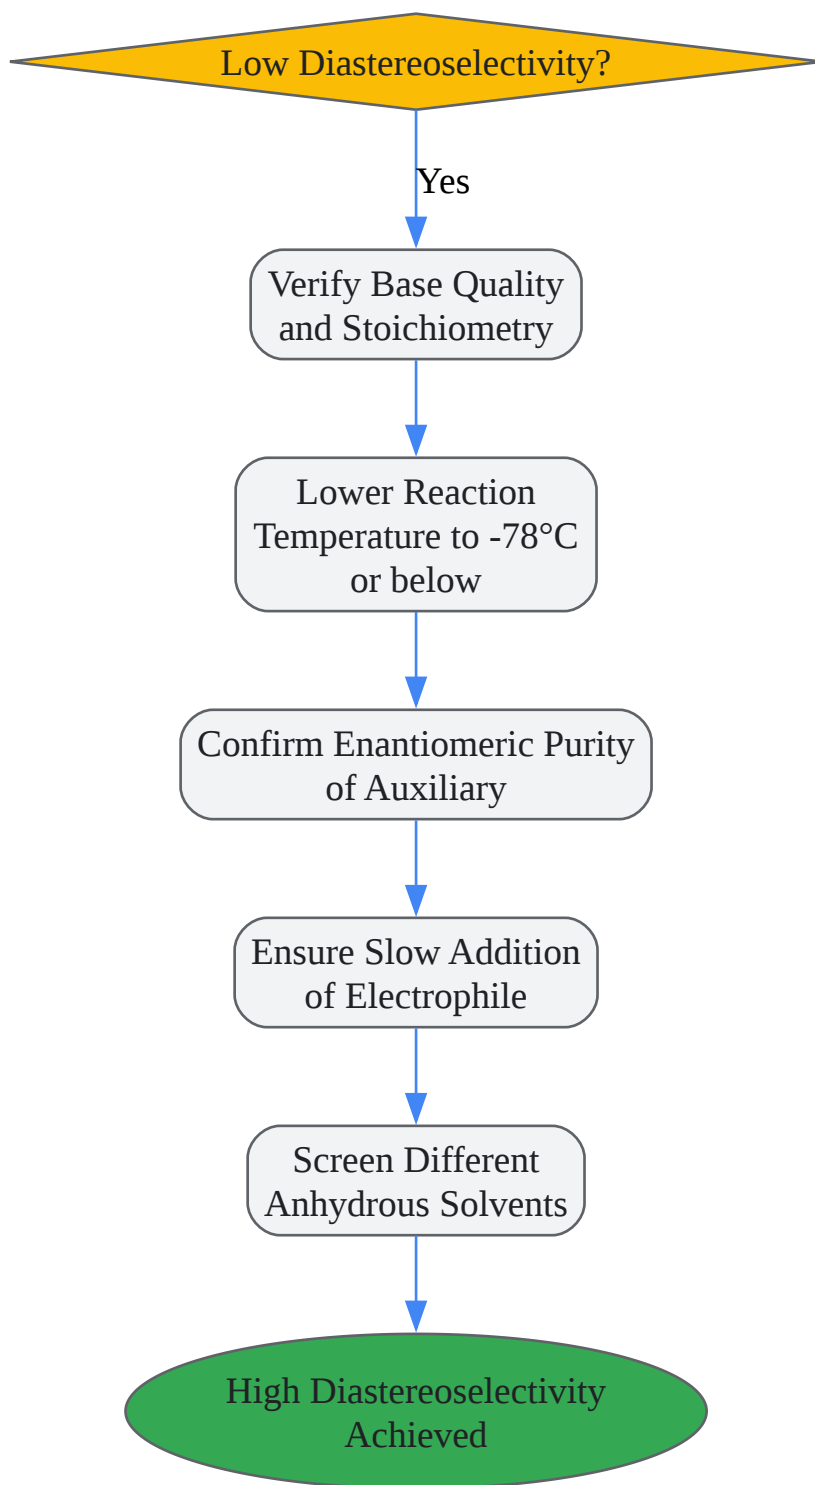 Low Diastereoselectivity?
Yes
Verify Base Quality
and Stoichiometry
Lower Reaction
Temperature to -78°C
or below
Confirm Enantiomeric Purity
of Auxiliary
Ensure Slow Addition
of Electrophile
Screen Different
Anhydrous Solvents
High Diastereoselectivity
Achieved